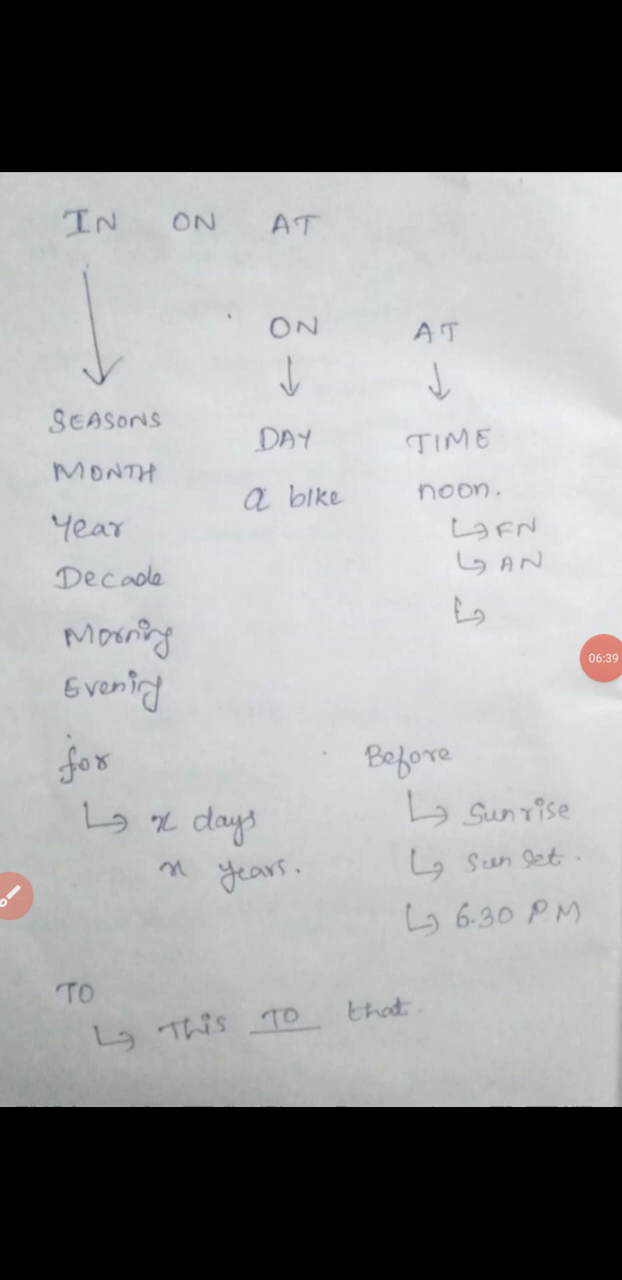 IN ON AT
ON AT
SEASONS
DAY TIME
MONTH
a bike noon.
Year
↳ FN
Decade
↳ AN
↳
Morning
06:39
Evening
for Before
↳ x days ↳ Sunrise
x years. ↳ Sun set.
↳ 6.30 P.M
TO
↳ This TO that.